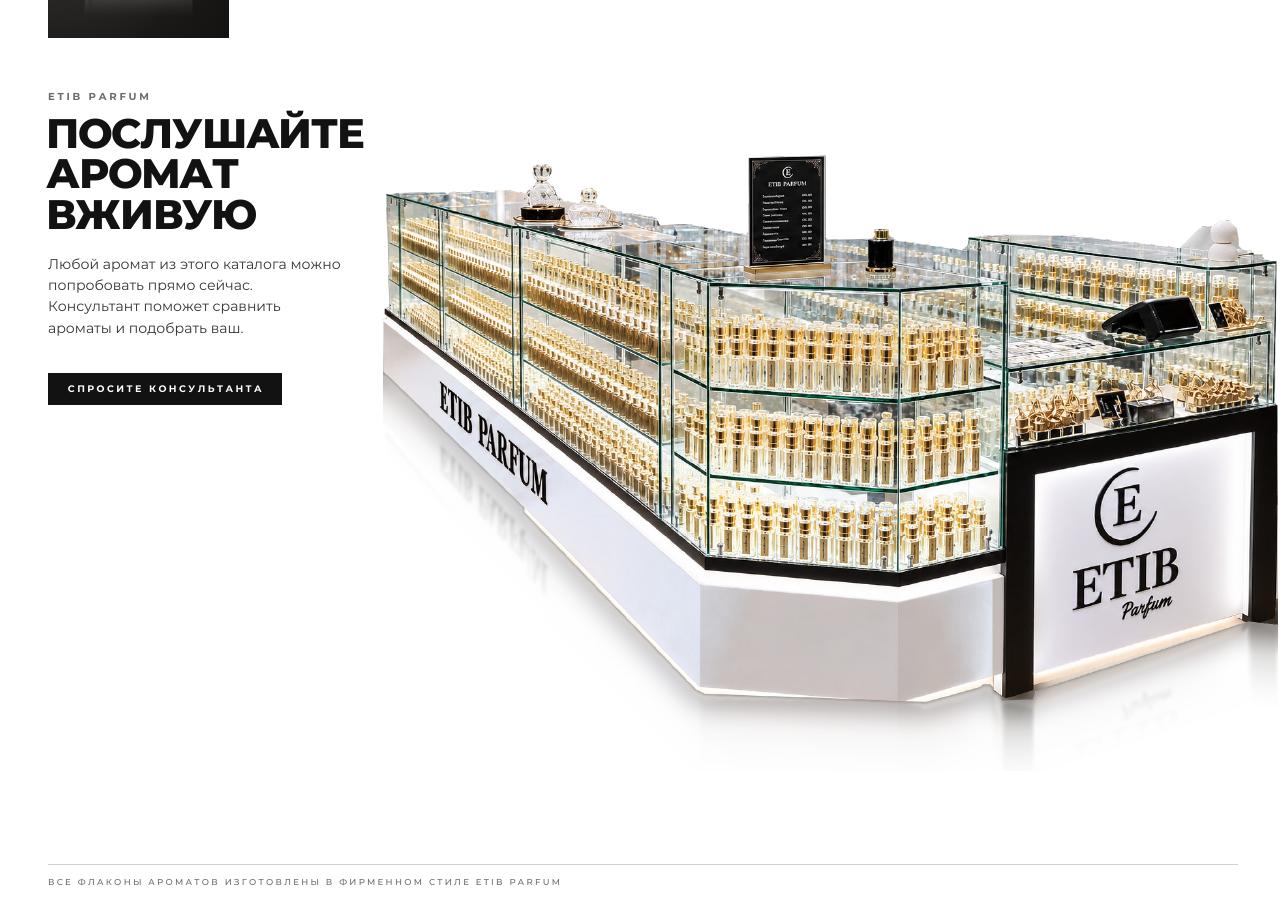 ETIB PARFUM
ПОСЛУШАЙТЕ
АРОМАТ
ВЖИВУЮ
Любой аромат из этого каталога можно
попробовать прямо сейчас.
Консультант поможет сравнить
ароматы и подобрать ваш.
СПРОСИТЕ КОНСУЛЬТАНТА
E
ETIB PARFUM
ETIB PARFUM
E
ETIB
Parfum
ВСЕ ФЛАКОНЫ АРОМАТОВ ИЗГОТОВЛЕНЫ В ФИРМЕННОМ СТИЛЕ ETIB PARFUM